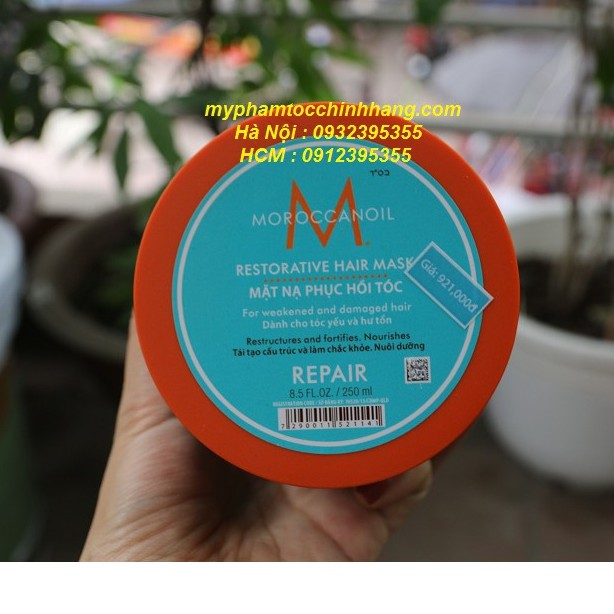 myphamtocchinhhang.com
Hà Nội : 0932395355
HCM : 0912395355
M
MOROCCANOIL
RESTORATIVE HAIR MASK
Giá: 921,000đ
MẶT NẠ PHỤC HỒI TÓC
For weakened and damaged hair
Dành cho tóc yếu và hư tổn
Restructures and fortifies. Nourishes
Tái tạo cấu trúc và làm chắc khỏe. Nuôi dưỡng
REPAIR
8.5 FL.OZ. / 250 ml
7290011521141